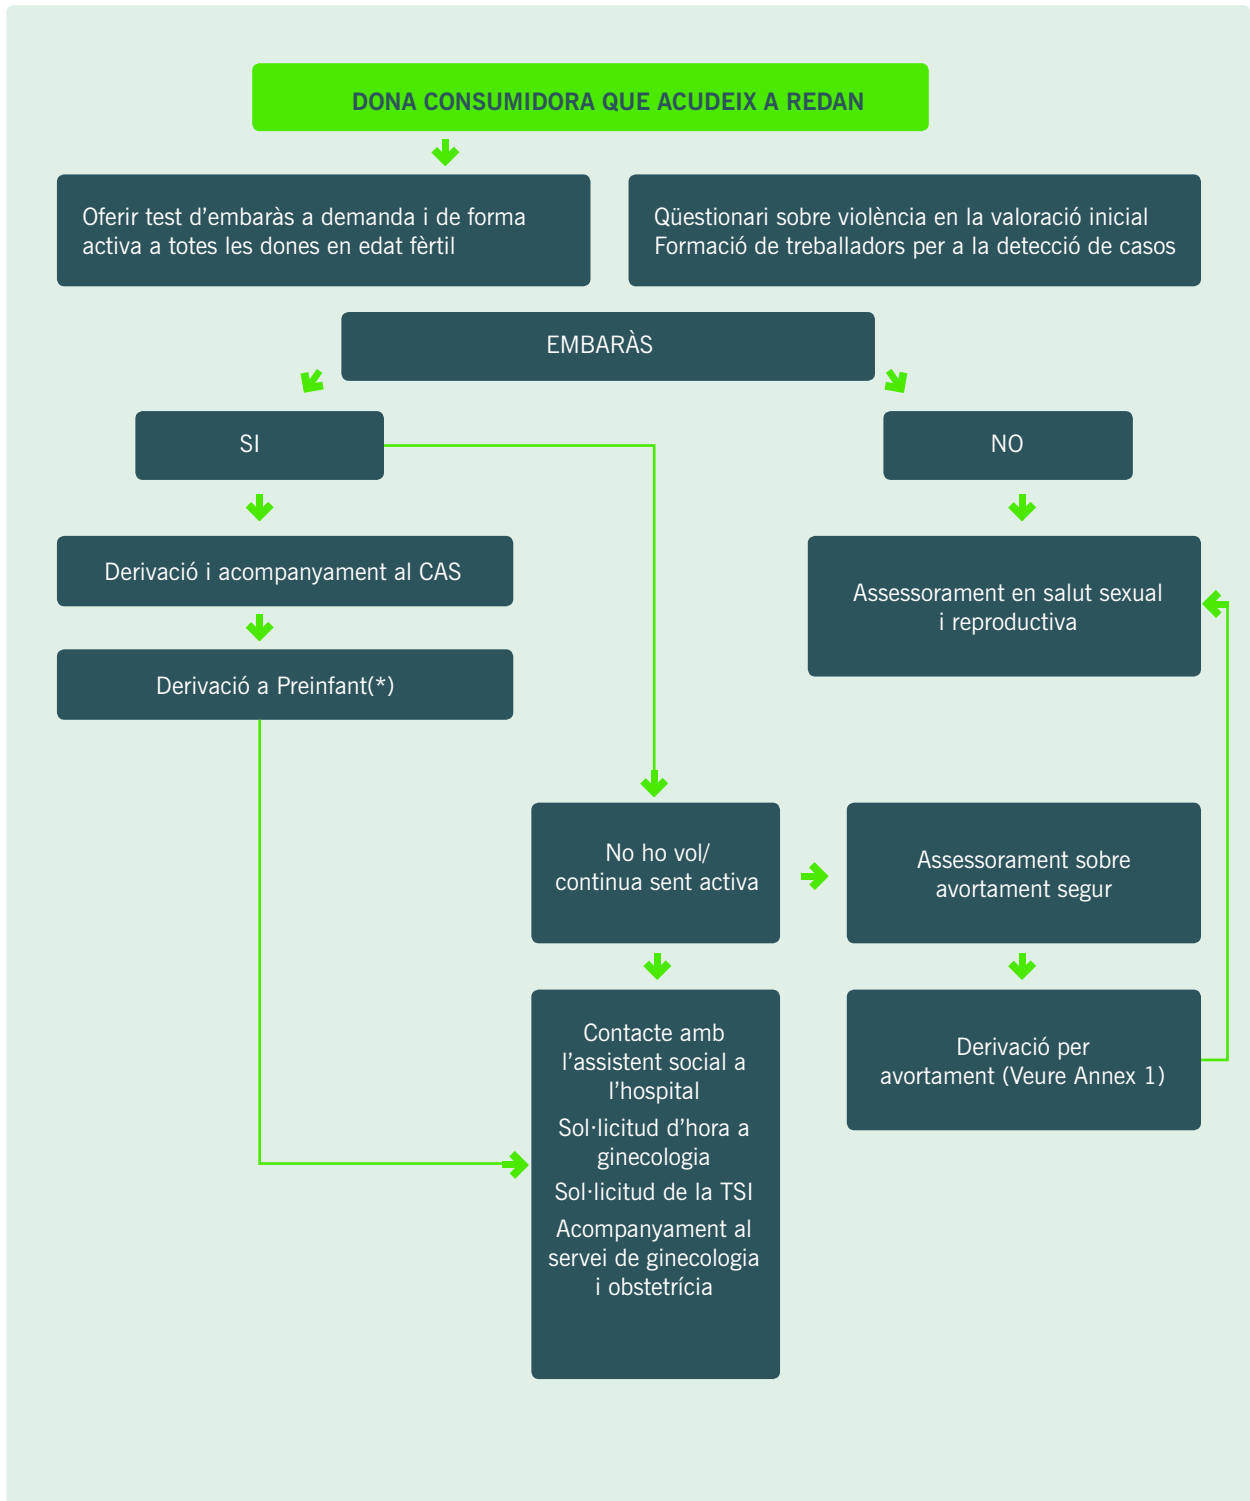 DONA CONSUMIDORA QUE ACUDEIX A REDAN
Oferir test d’embaràs a demanda i de forma
activa a totes les dones en edat fèrtil
Qüestionari sobre violència en la valoració inicial
Formació de treballadors per a la detecció de casos
EMBARÀS
SI
NO
Derivació i acompanyament al CAS
Assessorament en salut sexual
i reproductiva
Derivació a Preinfant(*)
No ho vol/
continua sent activa
Assessorament sobre
avortament segur
Contacte amb
l’assistent social a
l’hospital
Sol·licitud d’hora a
ginecologia
Sol·licitud de la TSI
Acompanyament al
servei de ginecologia
i obstetrícia
Derivació per
avortament (Veure Annex 1)